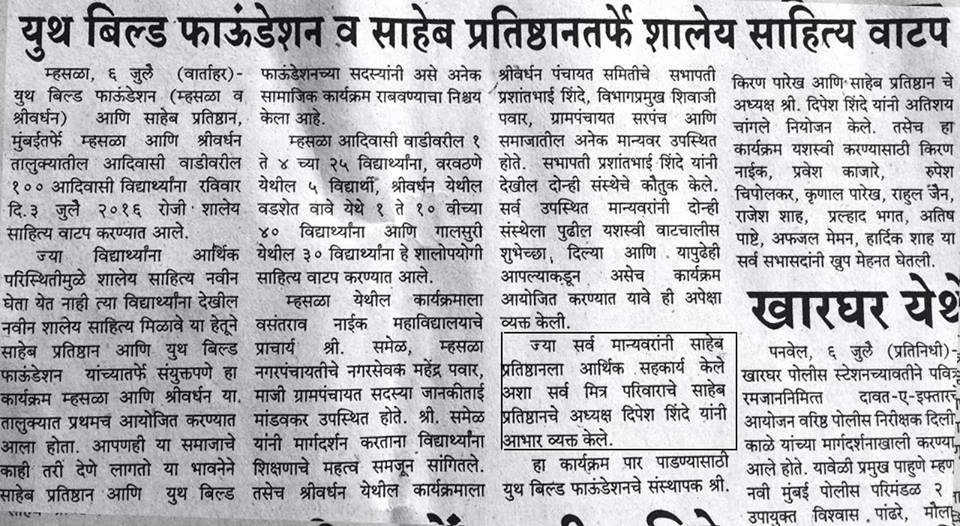 युथ बिल्ड फाऊंडेशन व साहेब प्रतिष्ठानतर्फे शालेय साहित्य वाटप
म्हसळा, ६ जुलै (वार्ताहर)-
युथ बिल्ड फाऊंडेशन (म्हसळा व
श्रीवर्धन) आणि साहेब प्रतिष्ठान,
मुंबईतर्फे म्हसळा आणि श्रीवर्धन
तालुक्यातील आदिवासी वाडीवरील
१०० आदिवासी विद्यार्थ्यांना रविवार
दि.३ जुलै २०१६ रोजी शालेय
साहित्य वाटप करण्यात आले.
ज्या विद्यार्थ्यांना आर्थिक
परिस्थितीमुळे शालेय साहित्य नवीन
घेता येत नाही त्या विद्यार्थ्यांना देखील
नवीन शालेय साहित्य मिळावे या हेतूने
साहेब प्रतिष्ठान आणि युथ बिल्ड
फाऊंडेशन यांच्यातर्फे संयुक्तपणे हा
कार्यक्रम म्हसळा आणि श्रीवर्धन या.
तालुक्यात प्रथमच आयोजित करण्यात
आला होता. आपणही या समाजाचे
काही तरी देणे लागतो या भावनेने
साहेब प्रतिष्ठान आणि युथ बिल्ड
फाऊंडेशनच्या सदस्यांनी असे अनेक
सामाजिक कार्यक्रम राबवण्याचा निश्चय
केला आहे.
म्हसळा आदिवासी वाडीवरील १
ते ४ च्या २५ विद्यार्थ्यांना, वरवठणे
येथील ५ विद्यार्थी, श्रीवर्धन येथील
वडशेत वावे येथे १ ते १० वीच्या
४० विद्यार्थ्यांना आणि गालसुरी
येथील ३० विद्यार्थ्यांना हे शालोपयोगी
साहित्य वाटप करण्यात आले.
म्हसळा येथील कार्यक्रमाला
वसंतराव नाईक महाविद्यालयाचे
प्राचार्य श्री. समेळ, म्हसळा
नगरपंचायतीचे नगरसेवक महेंद्र पवार,
माजी ग्रामपंचायत सदस्या जानकीताई
मांडवकर उपस्थित होते. श्री. समेळ
यांनी मार्गदर्शन करताना विद्यार्थ्यांना
शिक्षणाचे महत्व समजून सांगितले.
तसेच श्रीवर्धन येथील कार्यक्रमाला
श्रीवर्धन पंचायत समितीचे सभापती
प्रशांतभाई शिंदे, विभागप्रमुख शिवाजी
पवार, ग्रामपंचायत सरपंच आणि
समाजातील अनेक मान्यवर उपस्थित
होते. सभापती प्रशांतभाई शिंदे यांनी
देखील दोन्ही संस्थेचे कौतुक केले.
सर्व उपस्थित मान्यवरांनी दोन्ही
संस्थेला पुढील यशस्वी वाटचालीस
शुभेच्छा दिल्या आणि यापुढेही
आपल्याकडून असेच कार्यक्रम
आयोजित करण्यात यावे ही अपेक्षा
व्यक्त केली.
ज्या सर्व मान्यवरांनी साहेब
प्रतिष्ठानला आर्थिक सहकार्य केले
अशा सर्व मित्र परिवाराचे साहेब
प्रतिष्ठानचे अध्यक्ष दिपेश शिंदे यांनी
आभार व्यक्त केले.
हा कार्यक्रम पार पाडण्यासाठी
युथ बिल्ड फाऊंडेशनचे संस्थापक श्री.
किरण पारेख आणि साहेब प्रतिष्ठान चे
अध्यक्ष श्री. दिपेश शिंदे यांनी अतिशय
चांगले नियोजन केले. तसेच हा
कार्यक्रम यशस्वी करण्यासाठी किरण
नाईक, प्रवेश काजारे, रुपेश
चिपोलकर, कृणाल पारेख, राहुल जैन,
राजेश शाह, प्रल्हाद भगत, अतिष
पाष्टे, अफजल मेमन, हार्दिक शाह या
सर्व सभासदांनी खुप मेहनत घेतली.
खारघर येथे
पनवेल, ६ जुलै (प्रतिनिधी)-
खारघर पोलीस स्टेशनच्यावतीने पवित्र
रमजाननिमित्त दावत-ए-इफ्तार
आयोजन वरिष्ठ पोलीस निरीक्षक दिली
काळे यांच्या मार्गदर्शनाखाली करण्या
आले होते. यावेळी प्रमुख पाहुणे म्हण
नवी मुंबई पोलीस परिमंडळ २
उपायुक्त विश्वास पांढरे, मौला